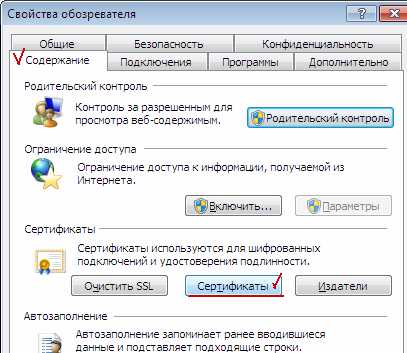 Свойства обозревателя
Общие Безопасность Конфиденциальность
Содержание Подключения Программы Дополнительно
Родительский контроль
Контроль за разрешенным для
просмотра веб-содержимым.
Родительский контроль
Ограничение доступа
Ограничение доступа к информации, получаемой из
Интернета.
Включить... Параметры
Сертификаты
Сертификаты используются для шифрованных
подключений и удостоверения подлинности.
Очистить SSL Сертификаты Издатели
Автозаполнение
Автозаполнение запоминает ранее вводившиеся
данные и подставляет подходящие строки.